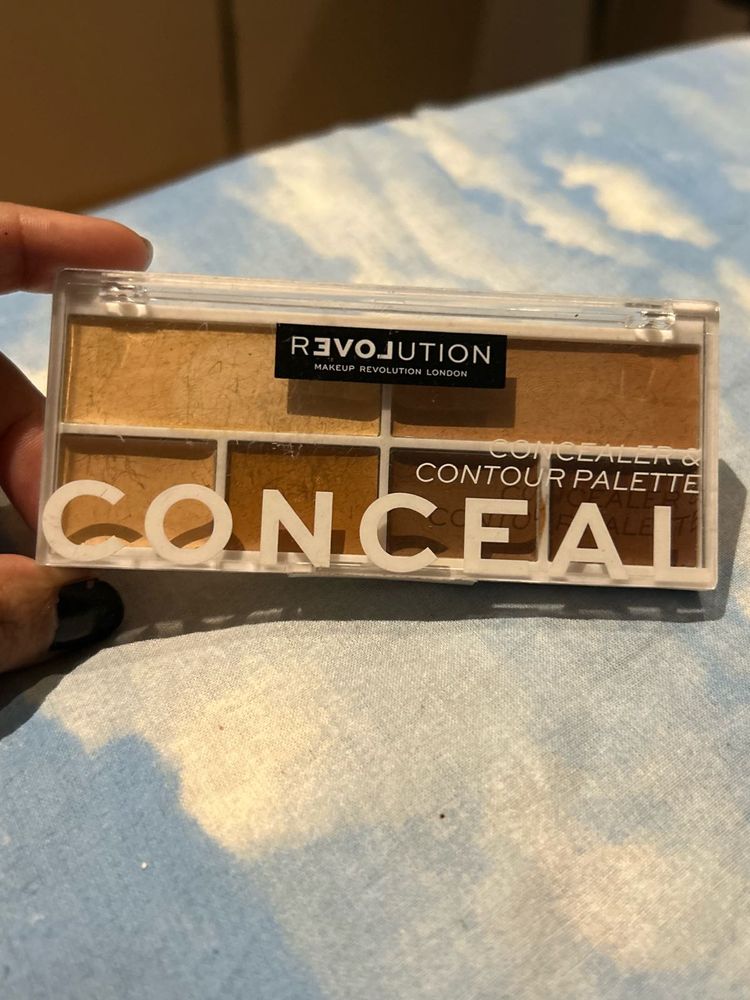 REVOLUTION
MAKEUP REVOLUTION LONDON
CONCEALER &
CONTOUR PALETTE
CONCEAL